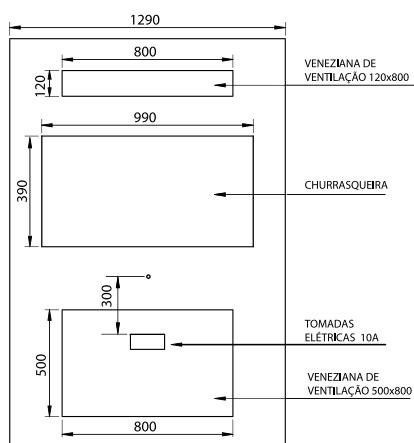 1290
800
120
VENEZIANA DE
VENTILAÇÃO 120x800
990
390
CHURRASQUEIRA
300
500
TOMADAS
ELÉTRICAS 10A
VENEZIANA DE
VENTILAÇÃO 500x800
800